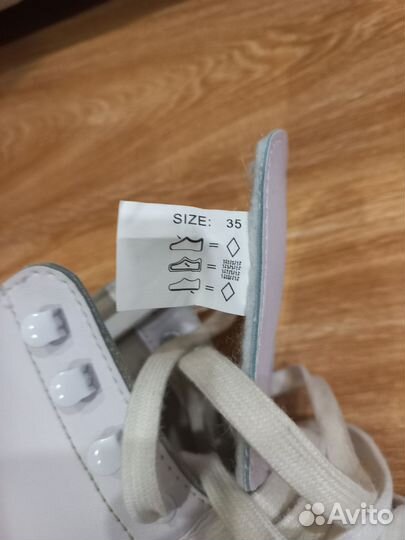 SIZE: 35
=
=
=
Avito